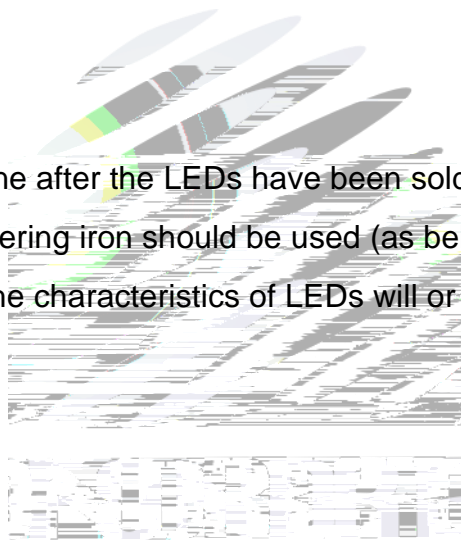 ne after the LEDs have been sold
ering iron should be used (as be
ne characteristics of LEDs will or